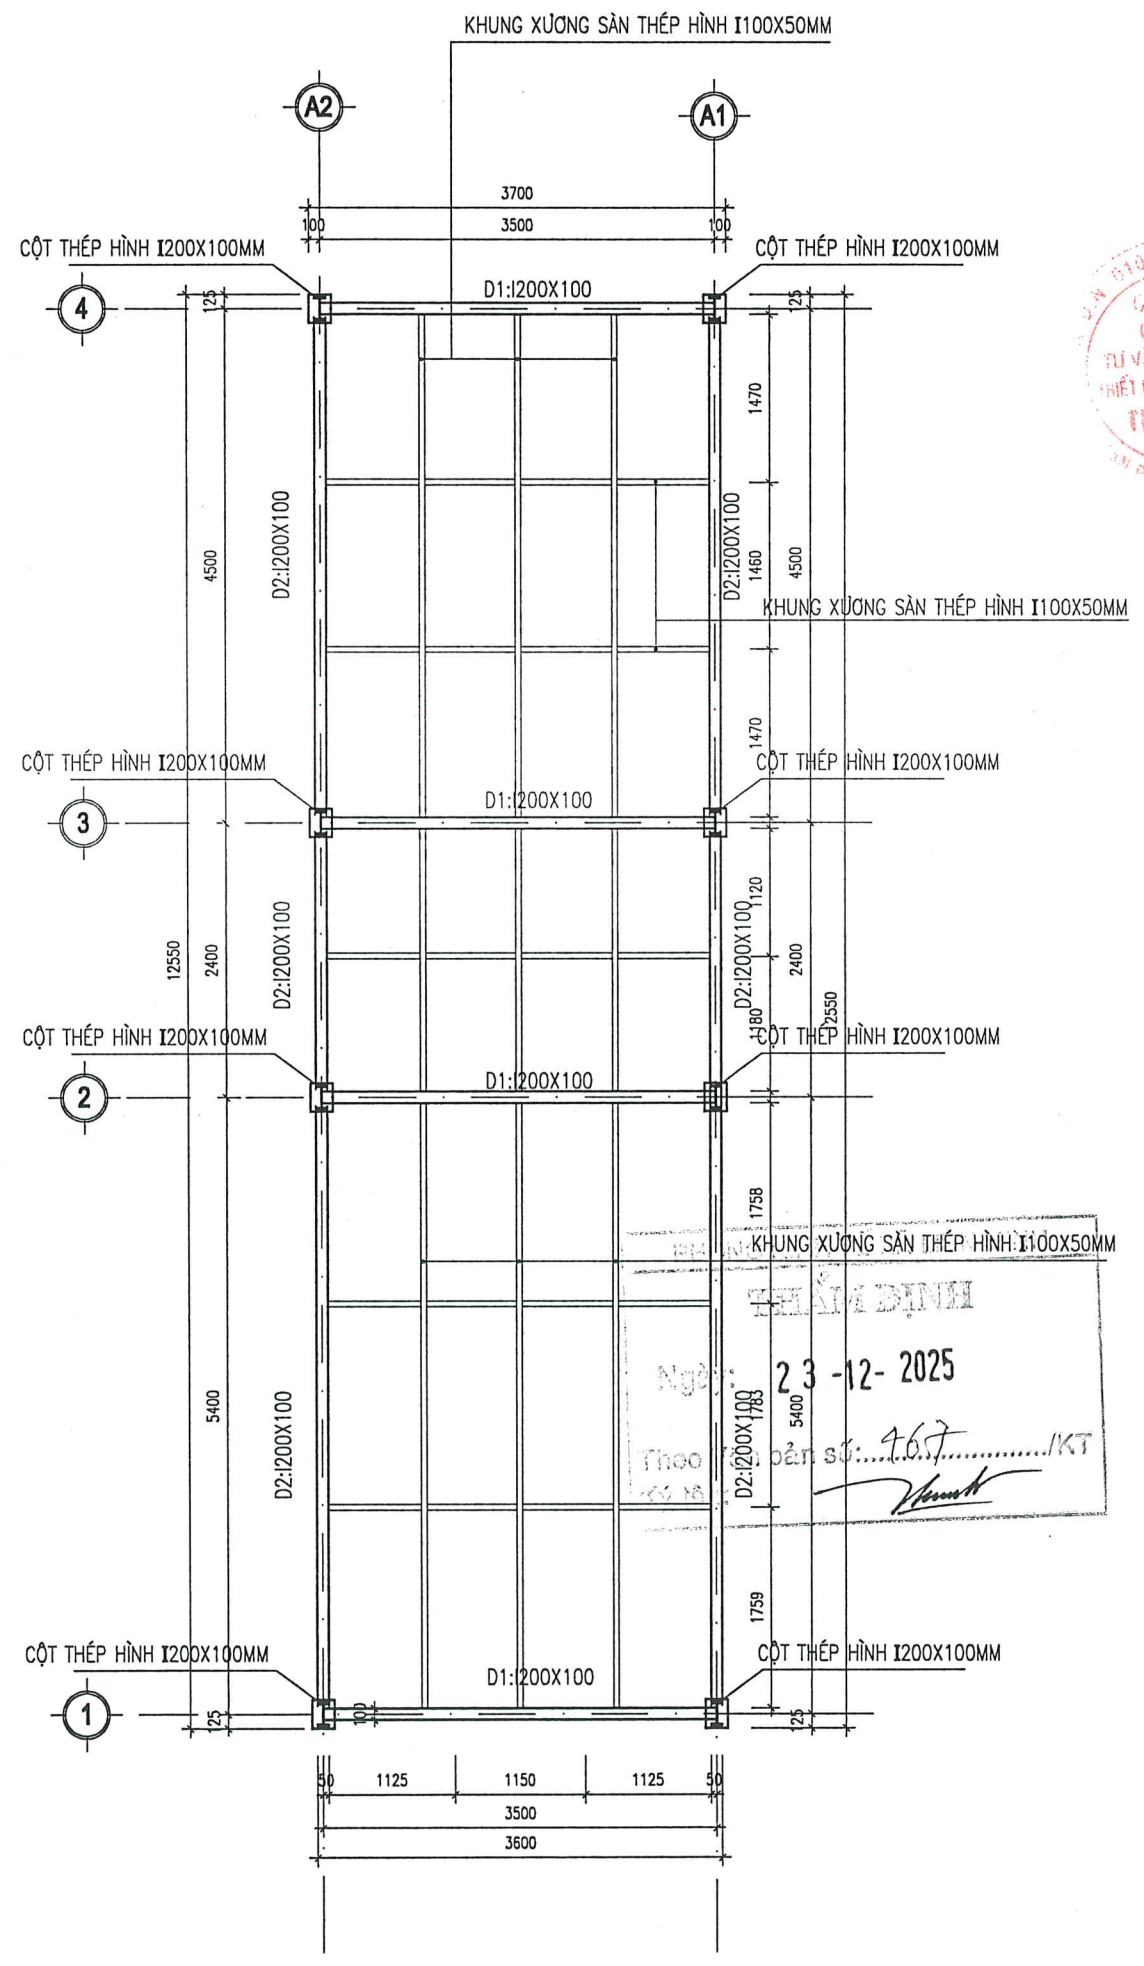 KHUNG XƯƠNG SÀN THÉP HÌNH I100X50MM
A2
A1
3700
100
3500
100
CỘT THÉP HÌNH I200X100MM
CỘT THÉP HÌNH I200X100MM
4
125
D1:I200X100
125
1470
4500
D2:I200X100
D2:I200X100
1460
4500
KHUNG XƯƠNG SÀN THÉP HÌNH I100X50MM
1470
CỘT THÉP HÌNH I200X100MM
CỘT THÉP HÌNH I200X100MM
3
D1:I200X100
1120
12550
2400
D2:I200X100
D2:I200X100
2400
12550
1180
CỘT THÉP HÌNH I200X100MM
CỘT THÉP HÌNH I200X100MM
2
D1:I200X100
1758
KHUNG XƯƠNG SÀN THÉP HÌNH I100X50MM
THẨM ĐỊNH
Ngày: 23-12-2025
5400
D2:I200X100
D2:I200X100
1783
5400
Theo văn bản số: 467 /KT
1759
CỘT THÉP HÌNH I200X100MM
CỘT THÉP HÌNH I200X100MM
1
125
D1:I200X100
100
125
50
1125
1150
1125
50
3500
3600